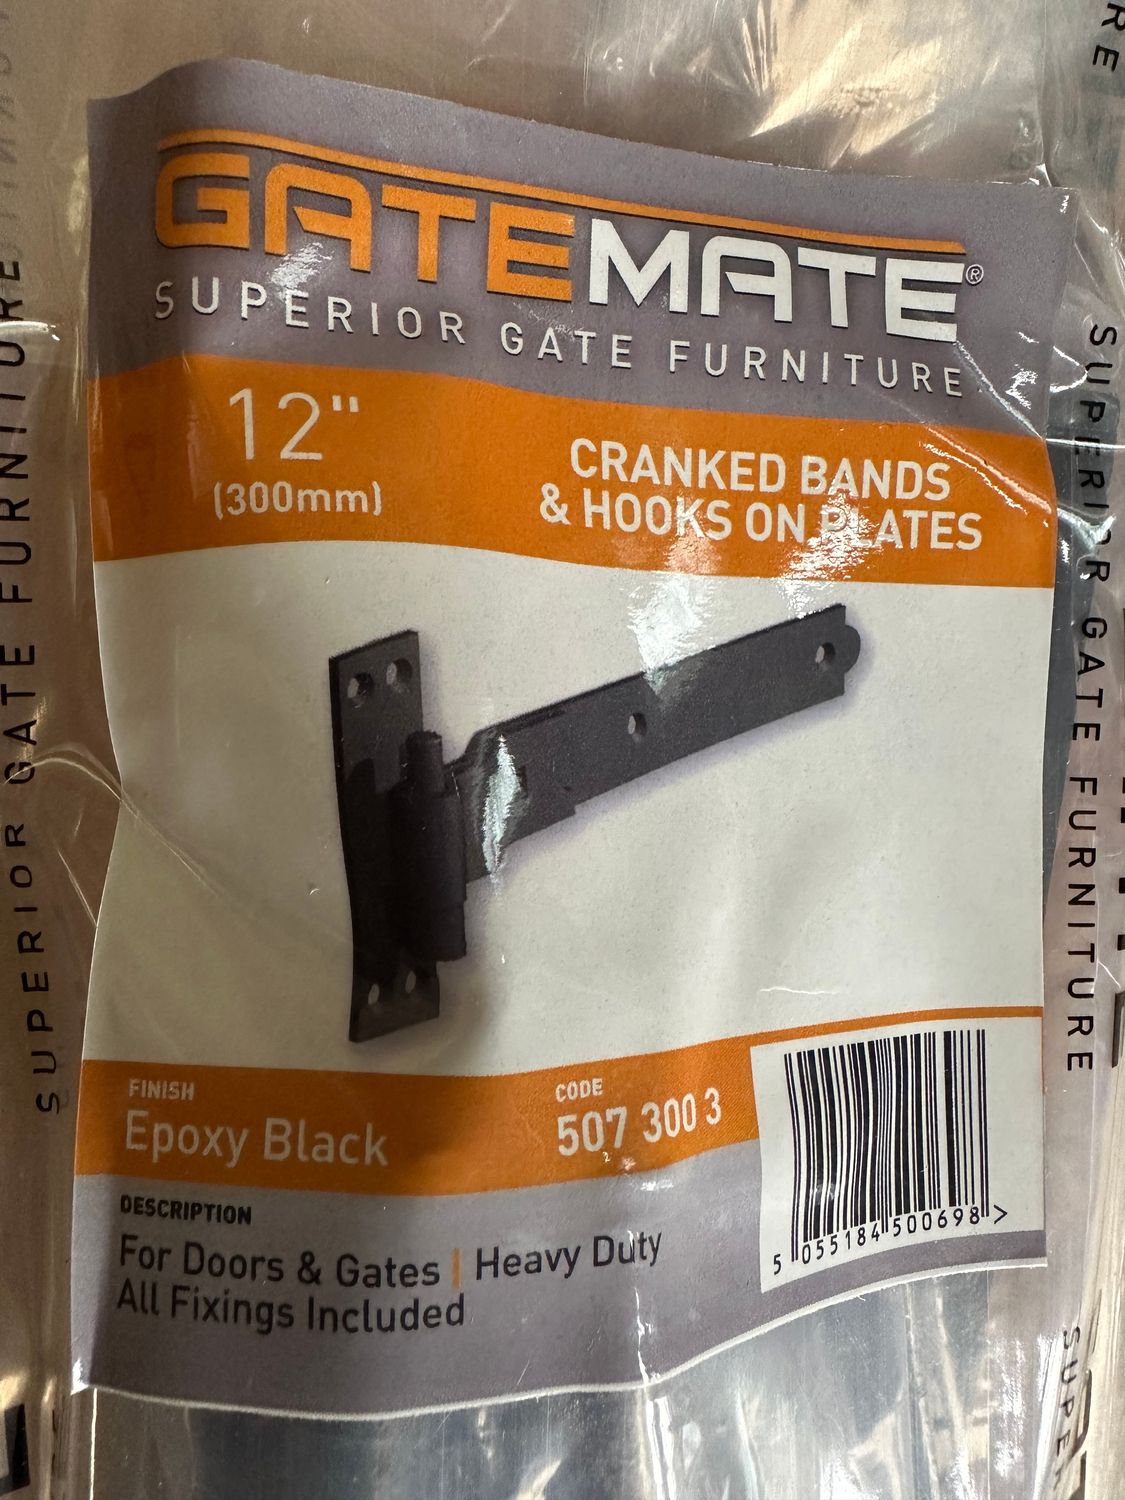 GATEMATE®
SUPERIOR GATE FURNITURE
12"
(300mm)
CRANKED BANDS
& HOOKS ON PLATES
FINISH
Epoxy Black
CODE
507 300 3
DESCRIPTION
For Doors & Gates | Heavy Duty
All Fixings Included
5 055184 500698 >
SUPERIOR GATE FURNITURE
SUPERIOR GATE FURNITURE